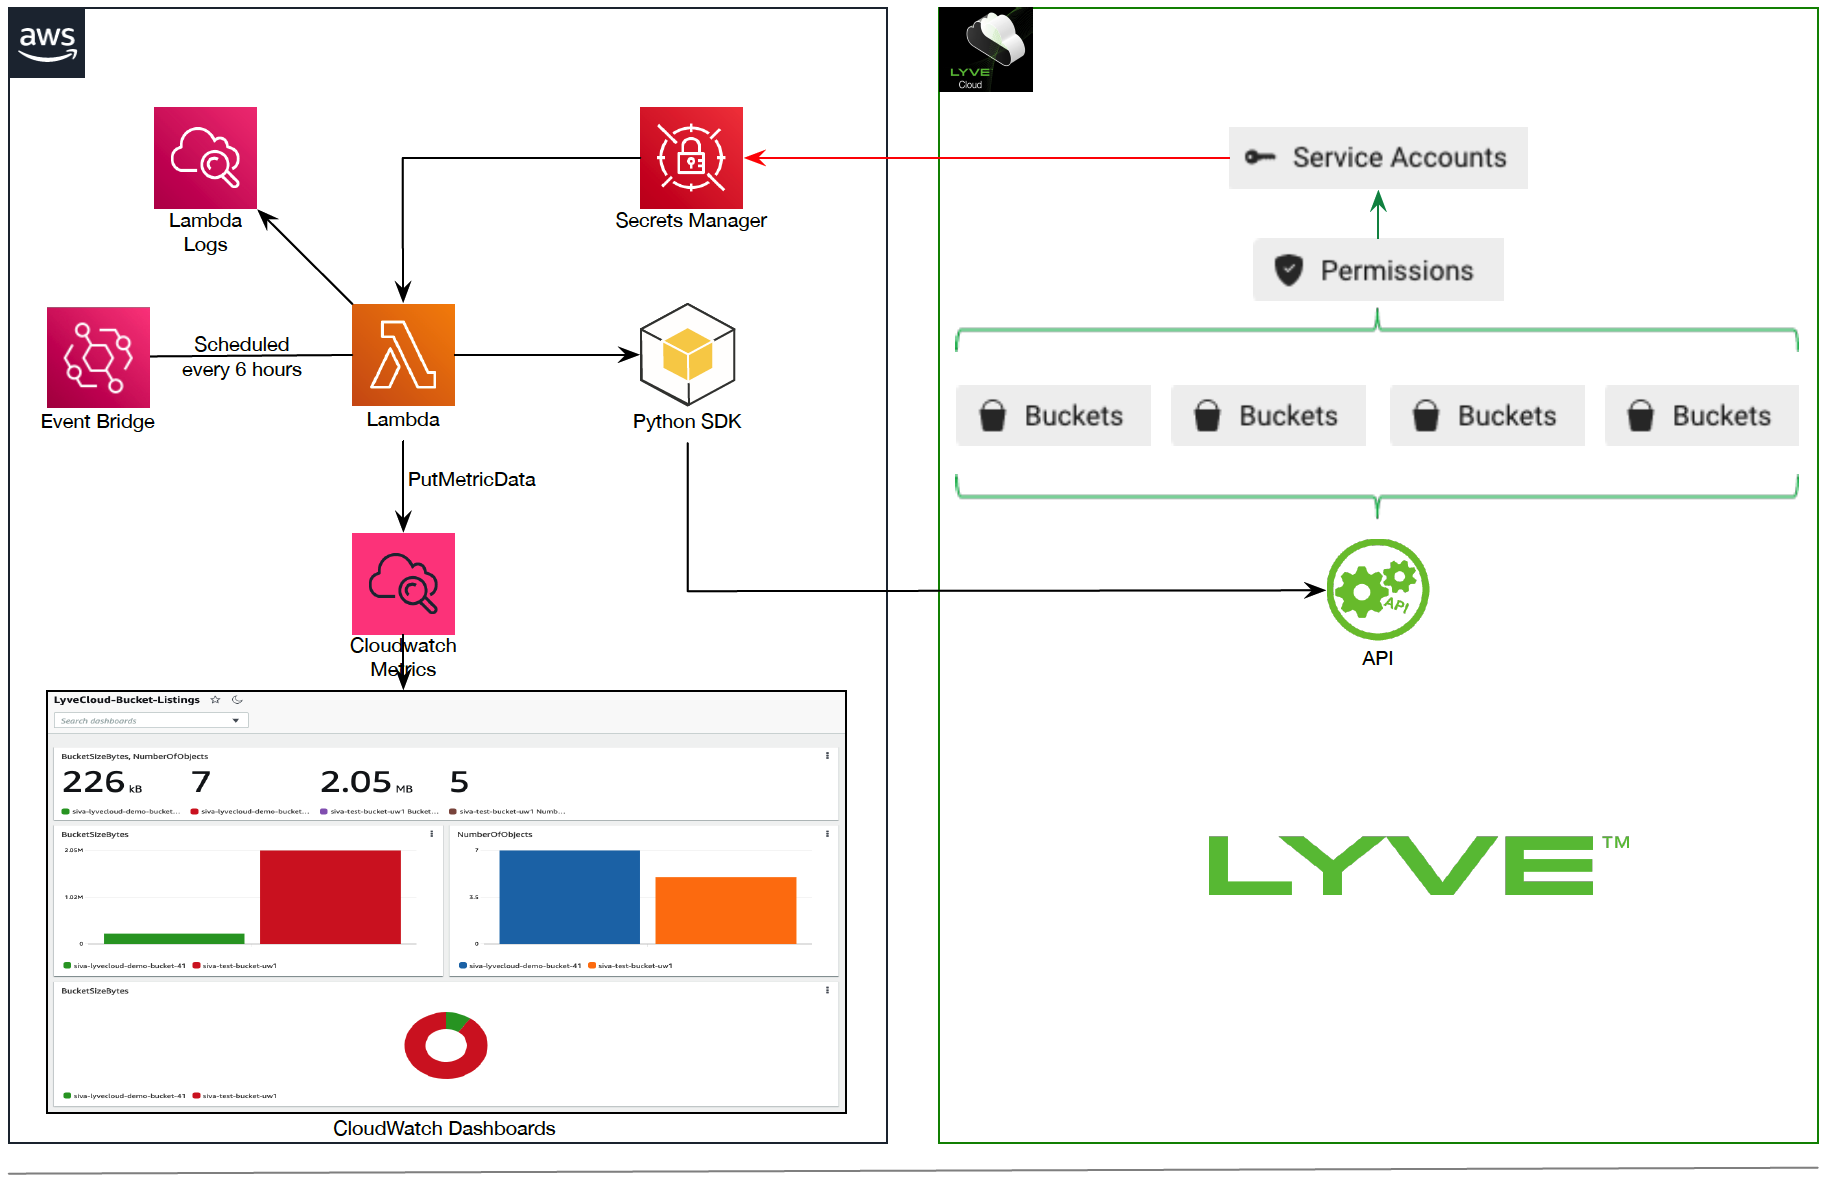 aws
LYVE
Cloud
Lambda
Logs
Secrets Manager
Service Accounts
Permissions
Scheduled
every 6 hours
Event Bridge
Lambda
Python SDK
Buckets
Buckets
Buckets
Buckets
PutMetricData
Cloudwatch
Metrics
API
API
LyveCloud-Bucket-Listings
Search dashboards
BucketSizeBytes, NumberOfObjects
226 kB 7 2.05 MB 5
siva-lyvecloud-demo-bucket... siva-lyvecloud-demo-bucket... siva-test-bucket-uw1 Bucket... siva-test-bucket-uw1 Numb...
BucketSizeBytes
2.05M
1.03M
0
siva-lyvecloud-demo-bucket-41 siva-test-bucket-uw1
NumberOfObjects
7
3.5
0
siva-lyvecloud-demo-bucket-41 siva-test-bucket-uw1
BucketSizeBytes
siva-lyvecloud-demo-bucket-41 siva-test-bucket-uw1
CloudWatch Dashboards
LYVE™